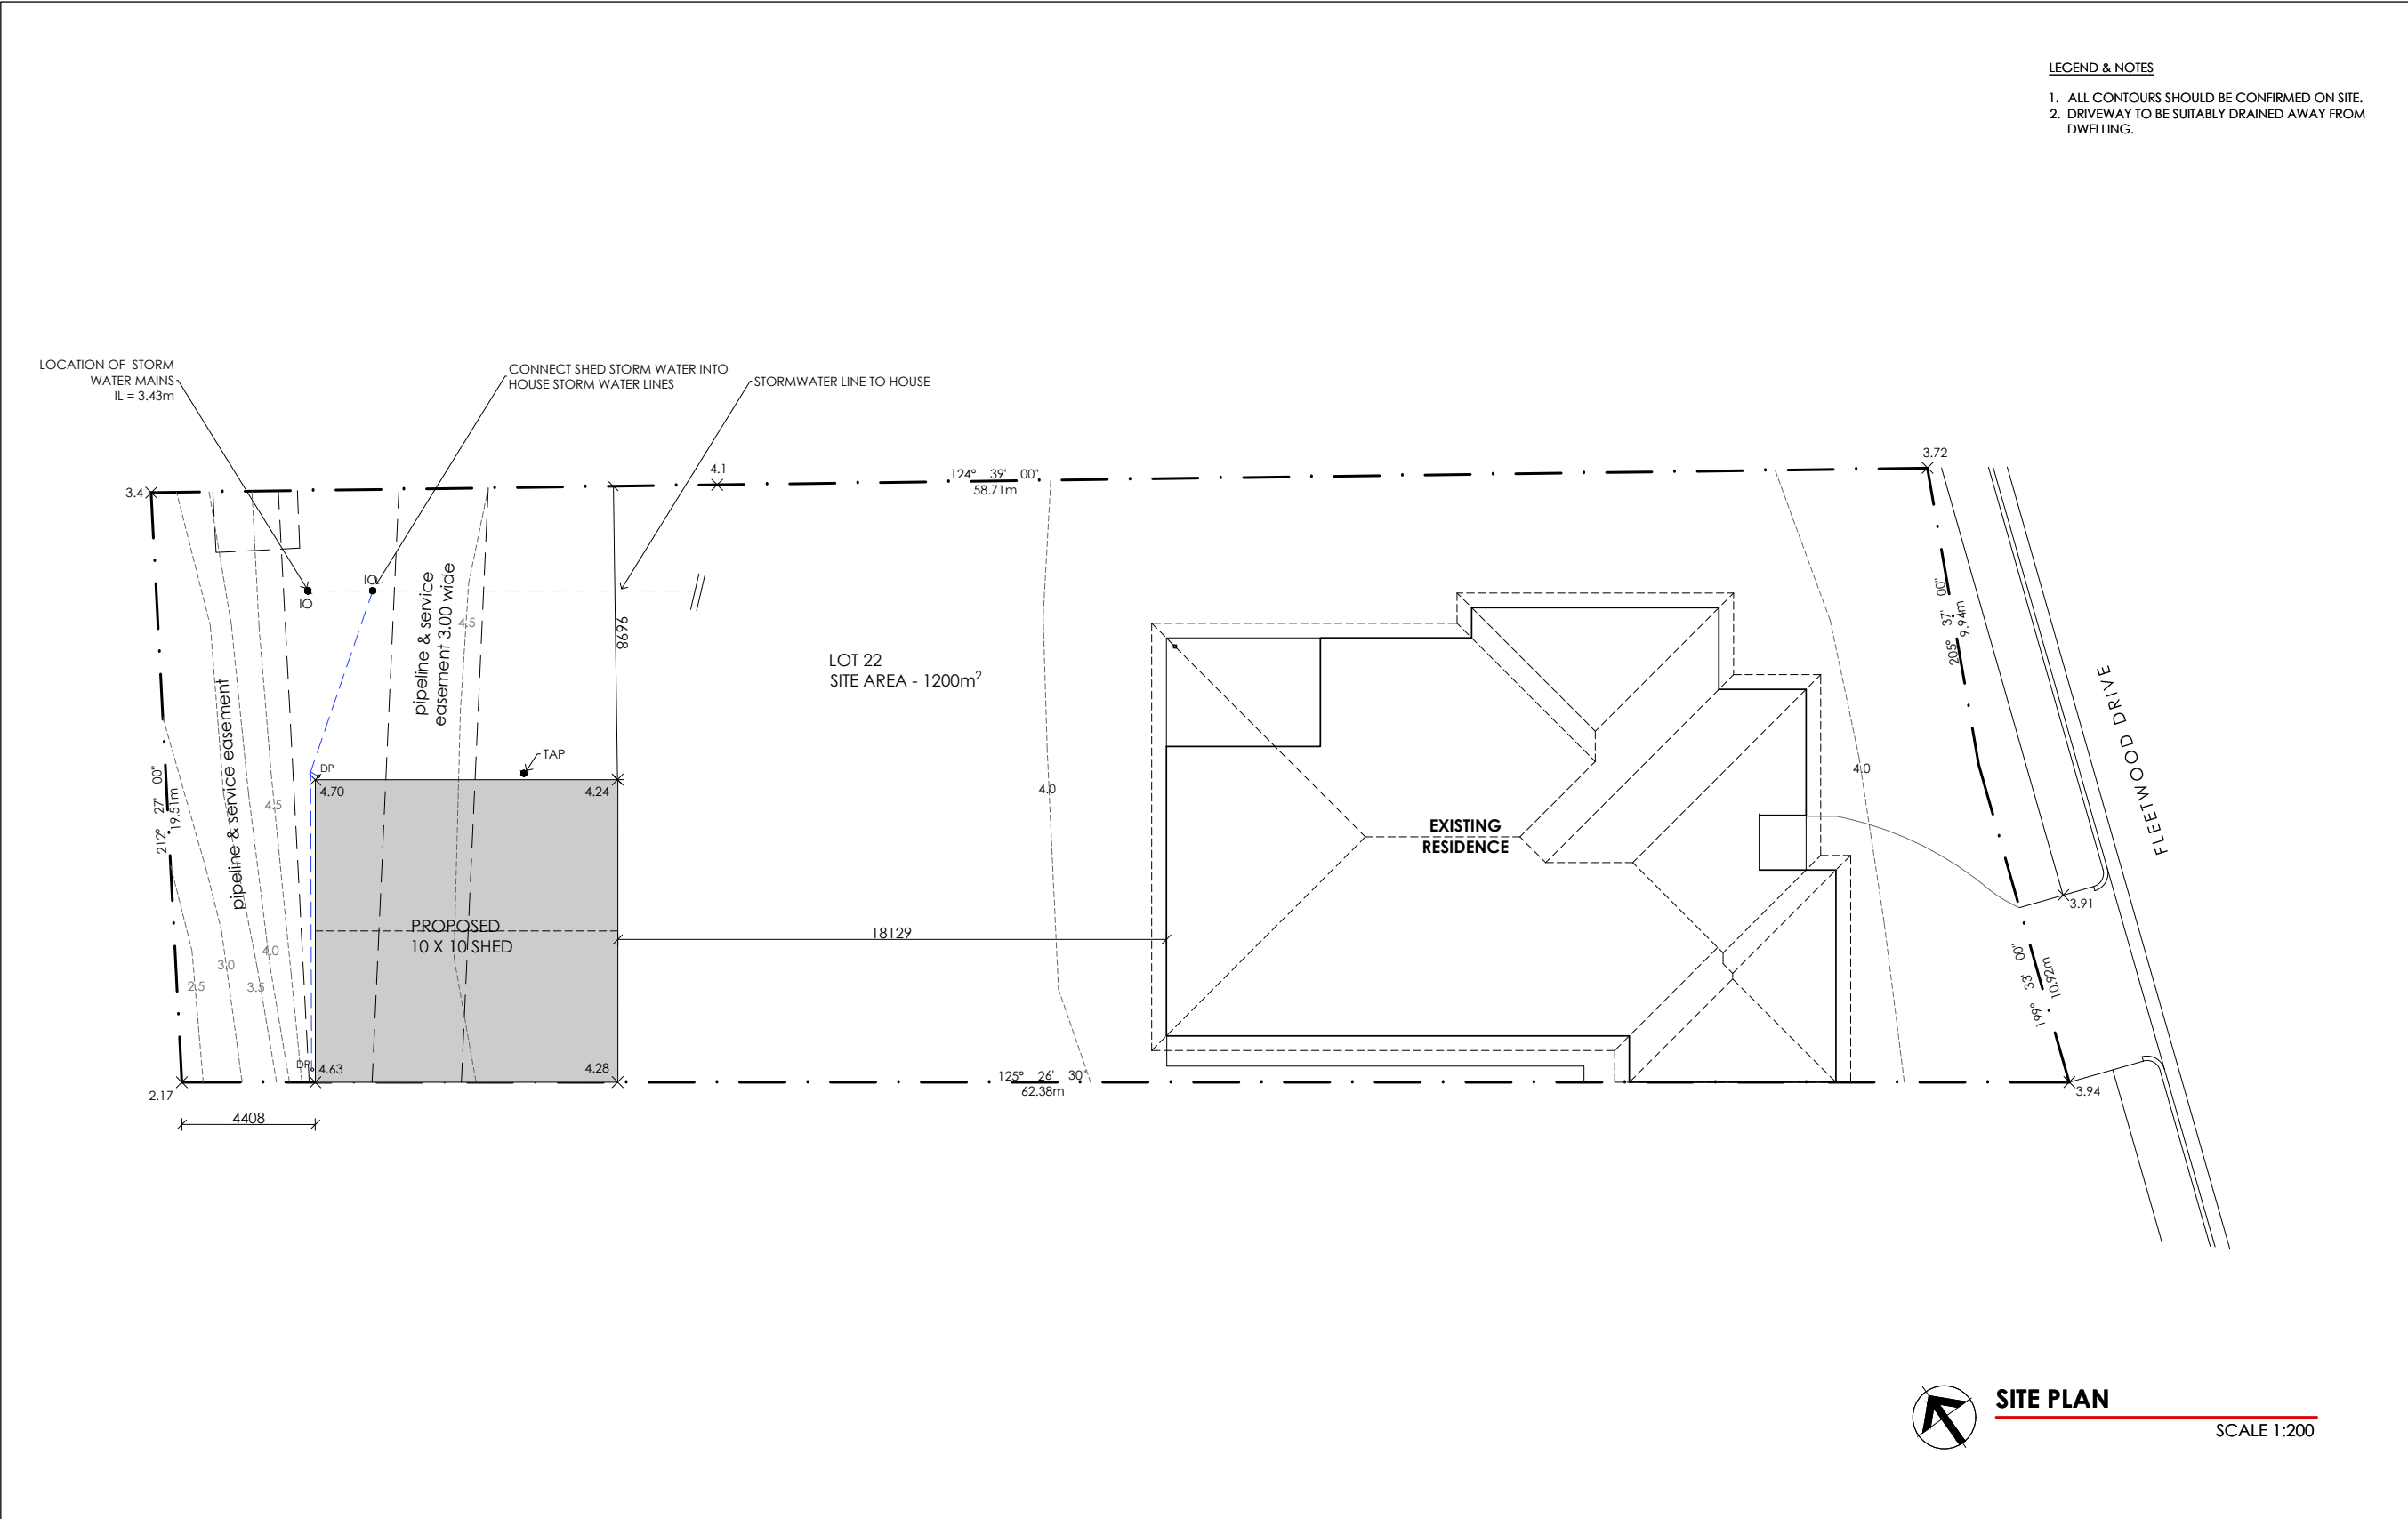 LEGEND & NOTES
1. ALL CONTOURS SHOULD BE CONFIRMED ON SITE.
2. DRIVEWAY TO BE SUITABLY DRAINED AWAY FROM
DWELLING.
LOCATION OF STORM
WATER MAINS
IL = 3.43m
CONNECT SHED STORM WATER INTO
HOUSE STORM WATER LINES
STORMWATER LINE TO HOUSE
3.4
4.1
124° 39' 00"
58.71m
3.72
IO
IO
pipeline & service
easement 3.00 wide
4.5
8696
LOT 22
SITE AREA - 1200m²
205° 37' 00"
9.94m
FLEETWOOD DRIVE
pipeline & service easement
212° 27' 00"
19.51m
TAP
DP
4.70
4.24
4.5
4.0
4.0
EXISTING
RESIDENCE
3.91
PROPOSED
10 X 10 SHED
18129
4.0
3.0
2.5
3.5
199° 33' 00"
10.92m
DP
4.63
4.28
2.17
125° 26' 30"
62.38m
3.94
4408
SITE PLAN
SCALE 1:200